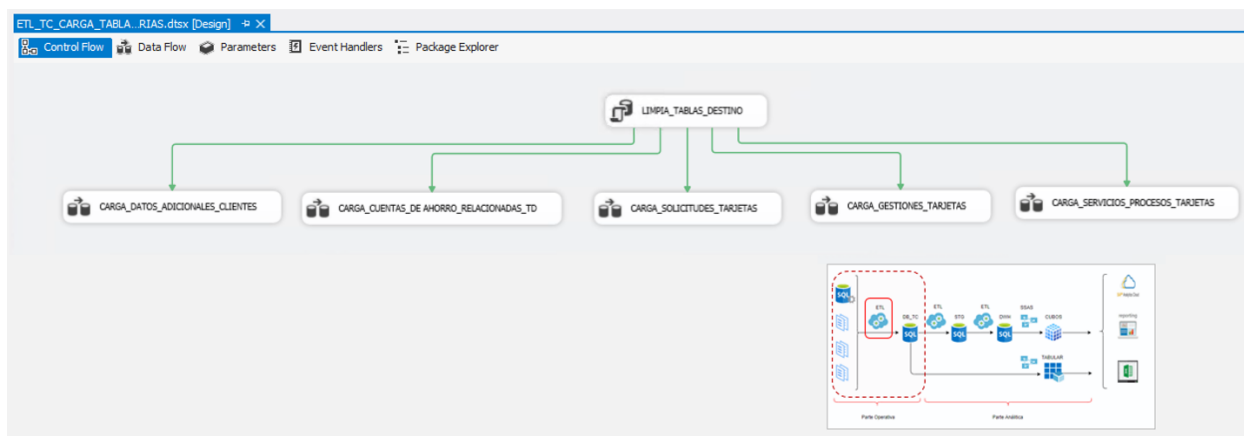 ETL_TC_CARGA_TABLA...RIAS.dtsx [Design]
Control Flow Data Flow Parameters Event Handlers Package Explorer
LIMPIA_TABLAS_DESTINO
CARGA_DATOS_ADICIONALES_CLIENTES
CARGA_CUENTAS_DE AHORRO_RELACIONADAS_TD
CARGA_SOLICITUDES_TARJETAS
CARGA_GESTIONES_TARJETAS
CARGA_SERVICIOS_PROCESOS_TARJETAS
SQL
ETL
DB_TC
SQL
ETL
STG
SQL
ETL
DWH
SQL
SSAS
CUBOS
reporting
TABULAR
Parte Operativa
Parte Analítica